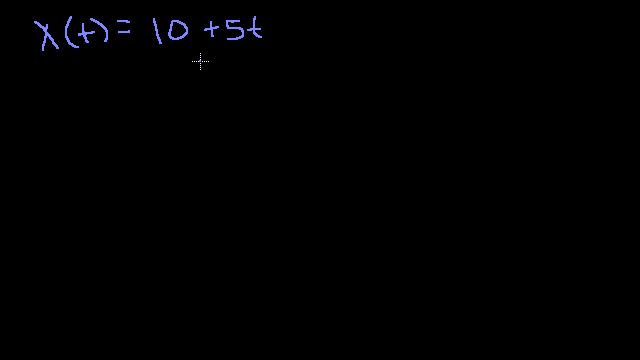 x(t) = 10 + 5t